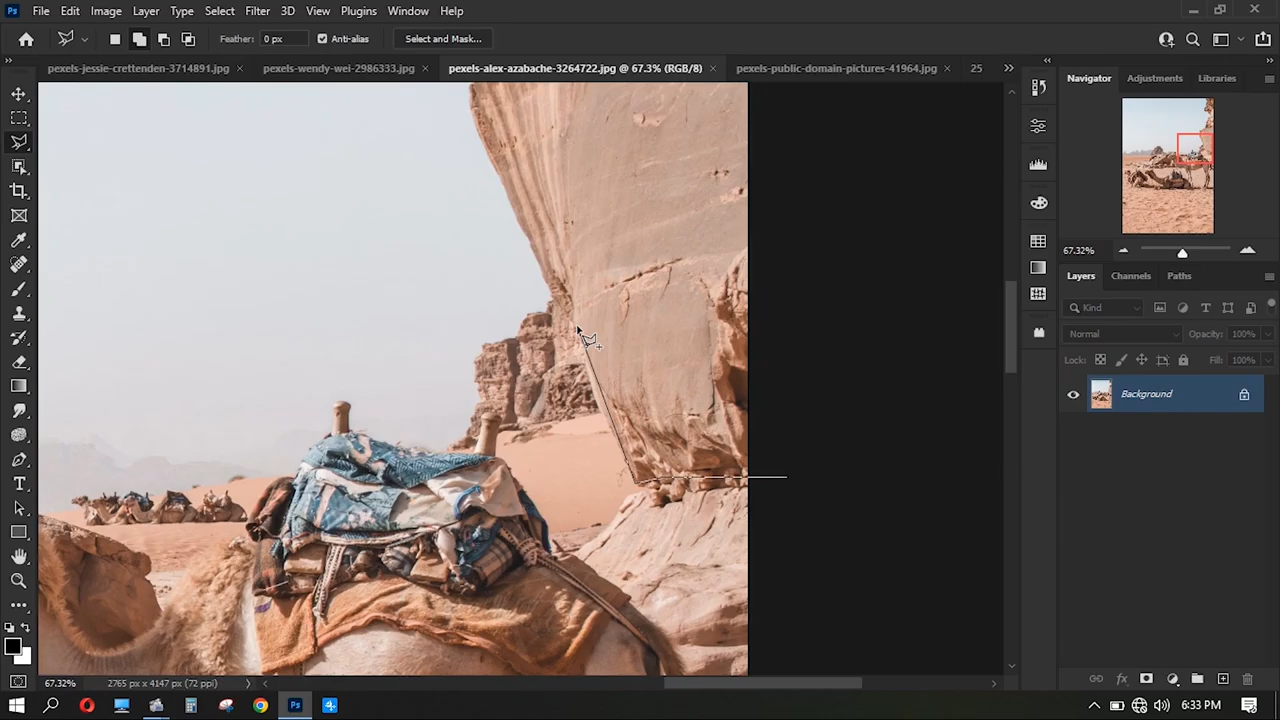 Ps File Edit Image Layer Type Select Filter 3D View Plugins Window Help
Feather: 0 px Anti-alias Select and Mask...
pexels-jessie-crettenden-3714891.jpg × pexels-wendy-wei-2986333.jpg × pexels-alex-azabache-3264722.jpg @ 67.3% (RGB/8) × pexels-public-domain-pictures-41964.jpg × 25
Navigator Adjustments Libraries
67.32%
Layers Channels Paths
Kind
Normal Opacity: 100%
Lock: Fill: 100%
Background
67.32% 2765 px x 4147 px (72 ppi)
Ps 6:33 PM